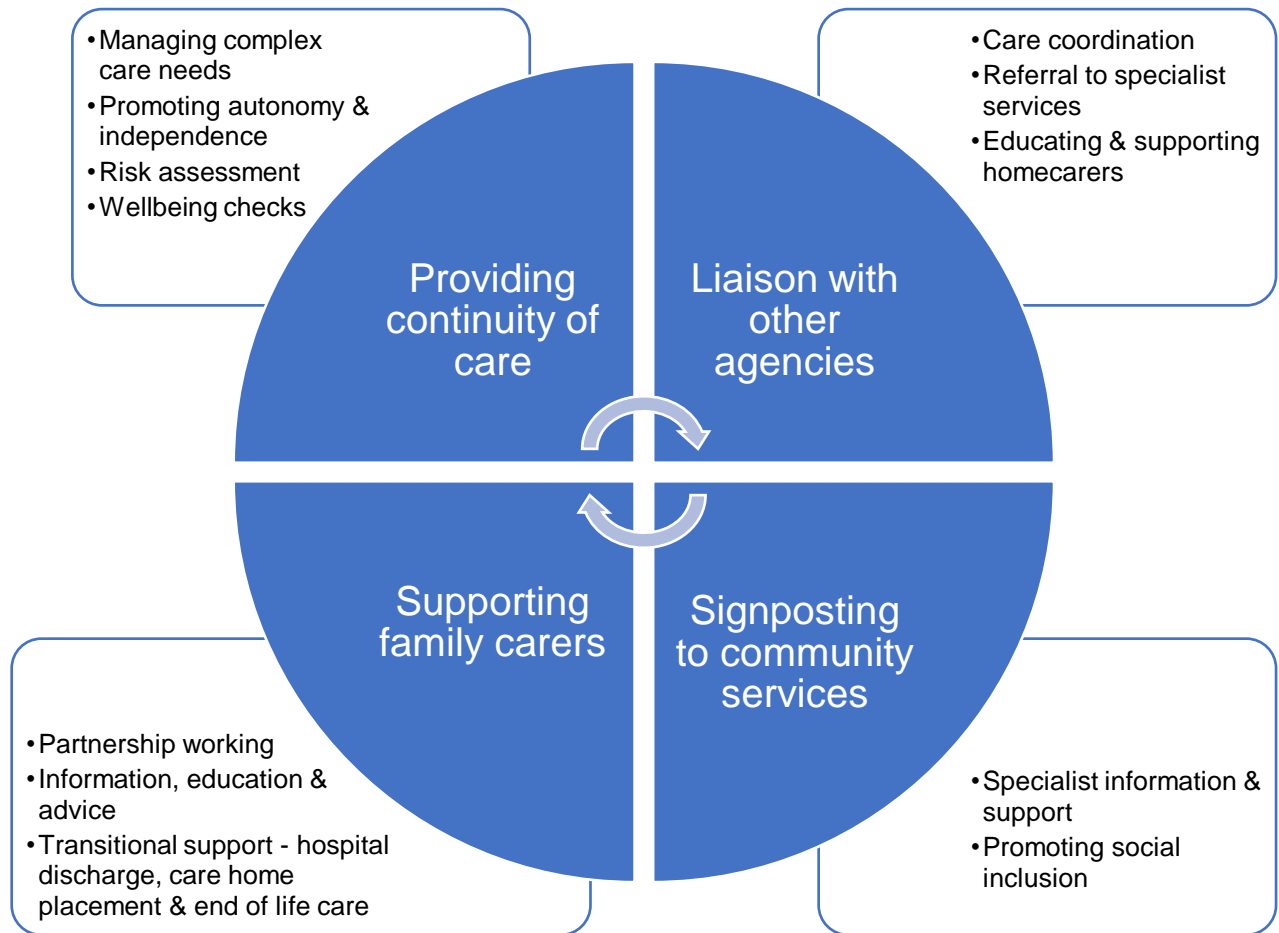 •Managing complex
care needs
•Promoting autonomy &
independence
•Risk assessment
•Wellbeing checks
•Care coordination
•Referral to specialist
services
•Educating & supporting
homecarers
Providing
continuity of
care
Liaison with
other
agencies
Supporting
family carers
Signposting
to community
services
•Partnership working
•Information, education &
advice
•Transitional support - hospital
discharge, care home
placement & end of life care
•Specialist information &
support
•Promoting social
inclusion